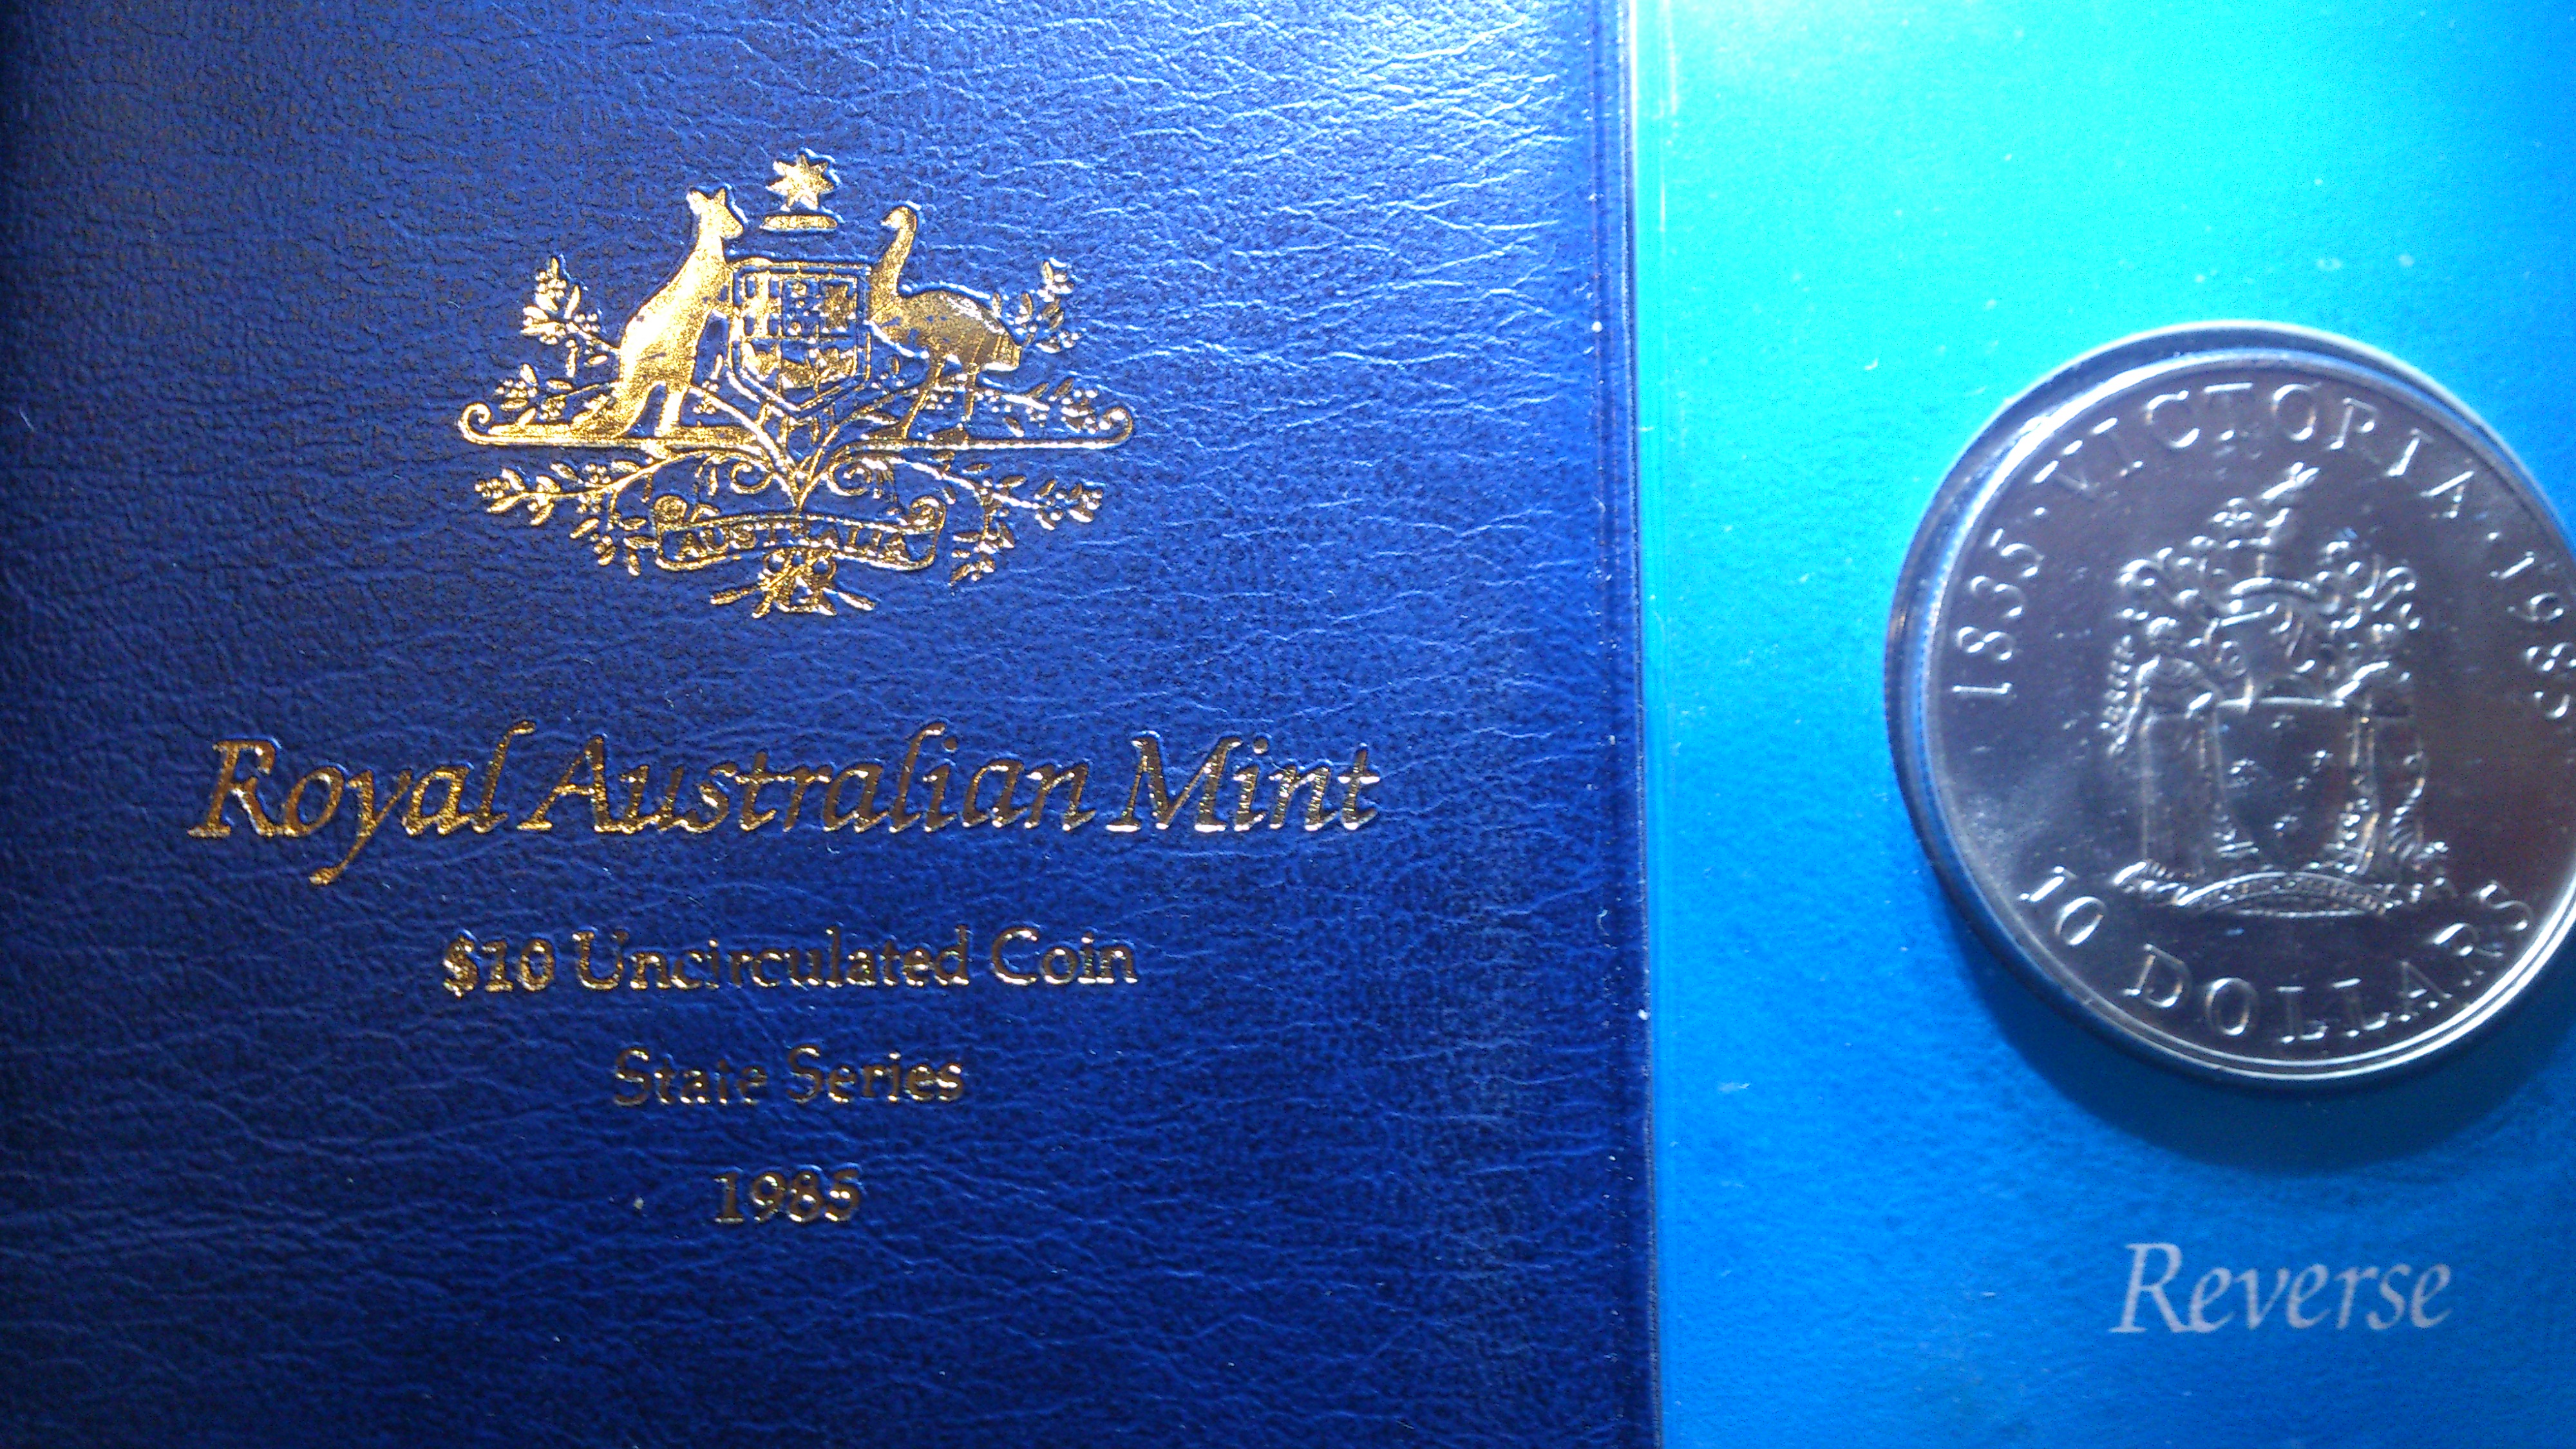 AUSTRALIA
Royal Australian Mint
$10 Uncirculated Coin
State Series
1985
1835 · VICTORIA · 1985
10 DOLLARS
Reverse